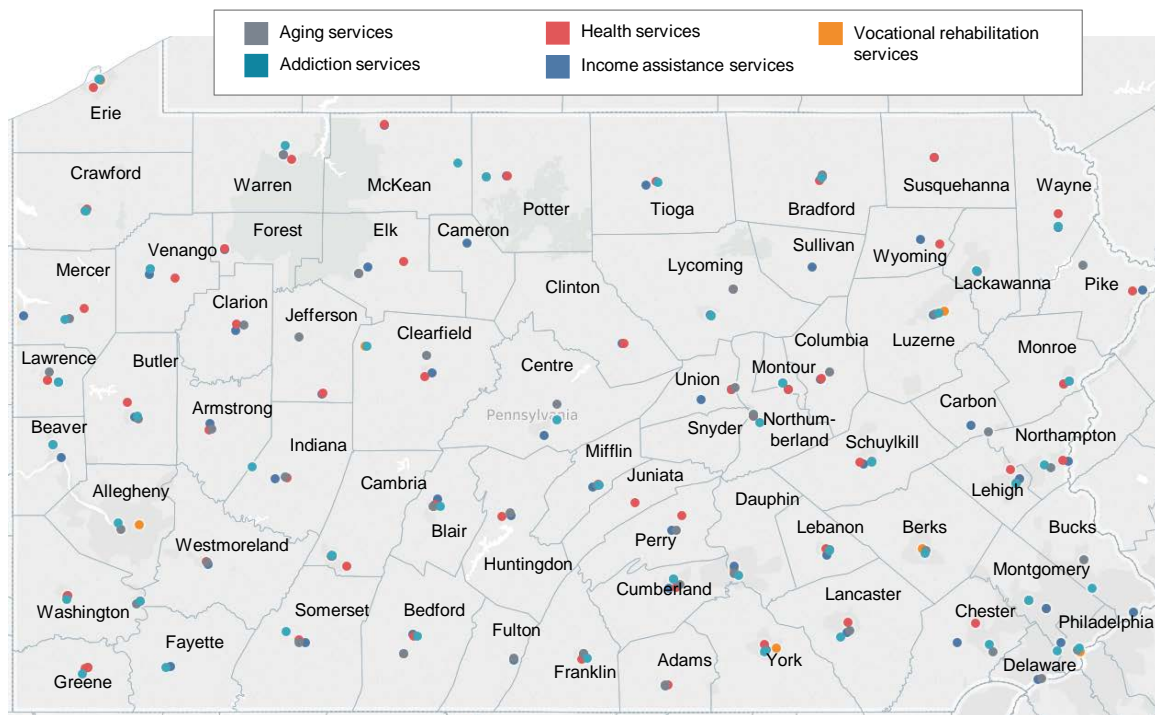 Aging services
Health services
Vocational rehabilitation
services
Addiction services
Income assistance services
Erie
Crawford
Warren
McKean
Potter
Tioga
Bradford
Susquehanna
Wayne
Forest
Elk
Cameron
Sullivan
Wyoming
Venango
Mercer
Lycoming
Lackawanna
Pike
Clarion
Clinton
Jefferson
Clearfield
Columbia
Luzerne
Lawrence
Butler
Centre
Union
Montour
Monroe
Armstrong
Pennsylvania
Carbon
Beaver
Snyder
Northum-
berland
Northampton
Indiana
Mifflin
Schuylkill
Allegheny
Cambria
Juniata
Lehigh
Dauphin
Blair
Lebanon
Berks
Bucks
Westmoreland
Huntingdon
Perry
Montgomery
Cumberland
Lancaster
Washington
Somerset
Bedford
Chester
Philadelphia
Fayette
Fulton
Franklin
Adams
York
Delaware
Greene